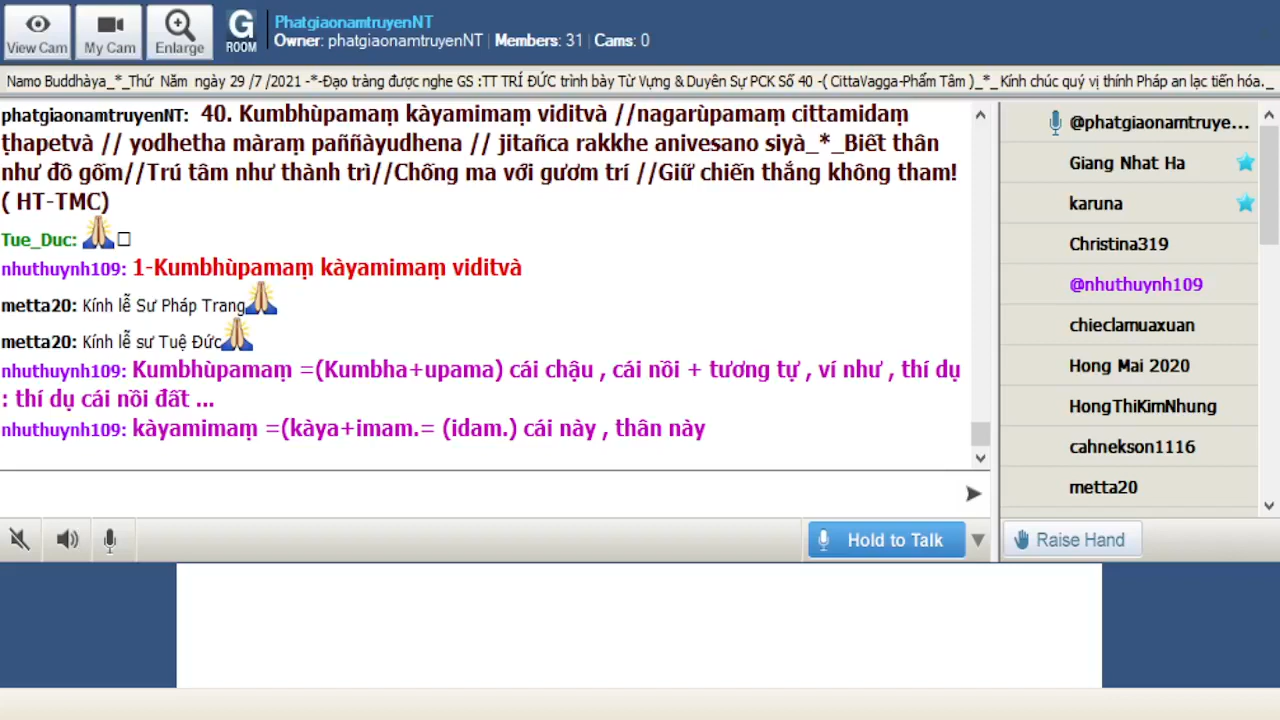 View Cam
My Cam
Enlarge
G
ROOM
PhatgiaonamtruyenNT
Owner: phatgiaonamtruyenNT | Members: 31 | Cams: 0
Namo Buddhàya_*_Thứ Năm ngày 29 /7 /2021 -*-Đạo tràng được nghe GS :TT TRÍ ĐỨC trình bày Từ Vựng & Duyên Sự PCK Số 40 -( CittaVagga-Phẩm Tâm )_*_ Kính chúc quý vị thính Pháp an lạc tiến hóa._
phatgiaonamtruyenNT: 40. Kumbhùpamaṃ kàyamimaṃ viditvà //nagarùpamaṃ cittamidaṃ
ṭhapetvà // yodhetha màraṃ paññàyudhena // jitañca rakkhe anivesano siyà_*_Biết thân
như đồ gốm//Trú tâm như thành trì//Chống ma với gươm trí //Giữ chiến thắng không tham!
( HT-TMC)
Tue_Duc:
nhuthuynh109: 1-Kumbhùpamaṃ kàyamimaṃ viditvà
metta20: Kính lễ Sư Pháp Trang
metta20: Kính lễ sư Tuệ Đức
nhuthuynh109: Kumbhùpamaṃ =(Kumbha+upama) cái chậu , cái nồi + tương tự , ví như , thí dụ
: thí dụ cái nồi đất ...
nhuthuynh109: kàyamimaṃ =(kàya+imam.= (idam.) cái này , thân này
@phatgiaonamtruye...
Giang Nhat Ha
karuna
Christina319
@nhuthuynh109
chieclamuaxuan
Hong Mai 2020
HongThiKimNhung
cahnekson1116
metta20
Hold to Talk
Raise Hand